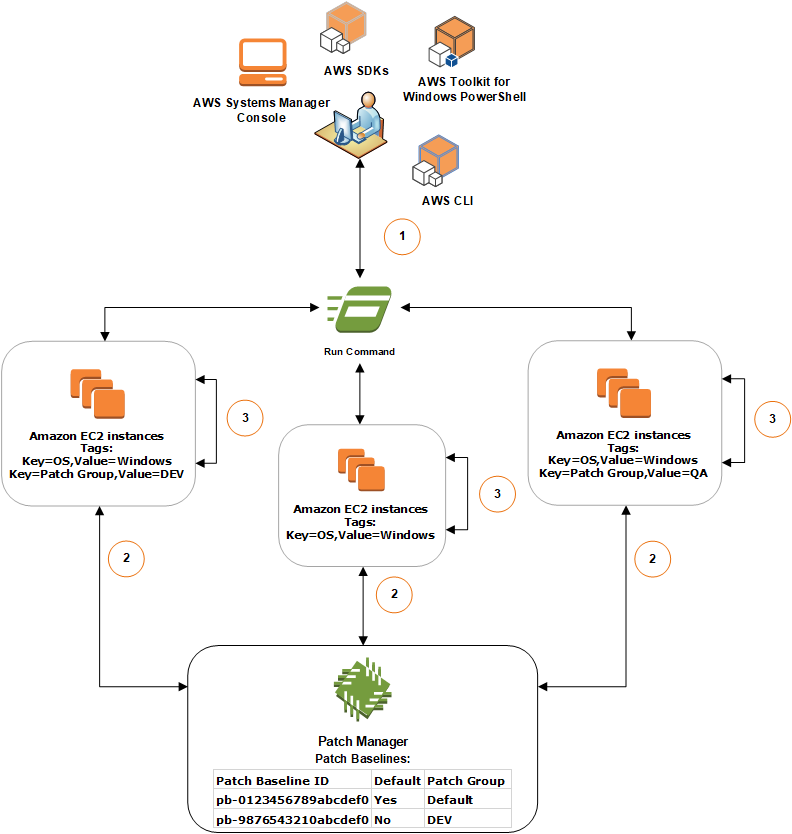 AWS SDKs
AWS Toolkit for
Windows PowerShell
AWS Systems Manager
Console
AWS CLI
1
Run Command
Amazon EC2 instances
Tags:
Key=OS,Value=Windows
Key=Patch Group,Value=DEV
3
Amazon EC2 instances
Tags:
Key=OS,Value=Windows
3
Amazon EC2 instances
Tags:
Key=OS,Value=Windows
Key=Patch Group,Value=QA
3
2
2
2
Patch Manager
Patch Baselines:
Patch Baseline ID Default Patch Group
pb-0123456789abcdef0 Yes Default
pb-9876543210abcdef0 No DEV